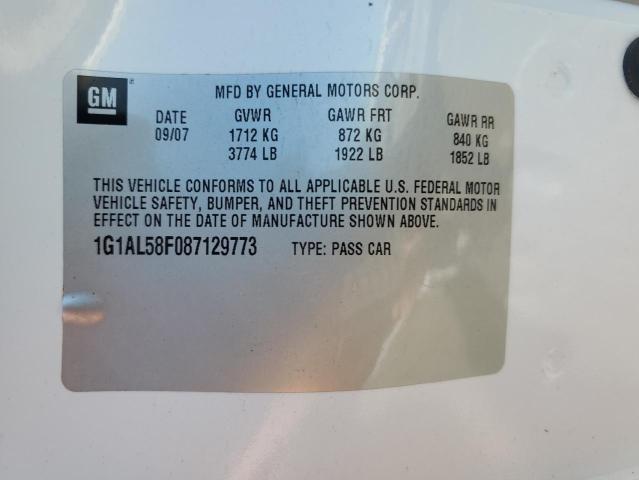 GM ®
MFD BY GENERAL MOTORS CORP.
DATE GVWR GAWR FRT GAWR RR
09/07 1712 KG 872 KG 840 KG
3774 LB 1922 LB 1852 LB
THIS VEHICLE CONFORMS TO ALL APPLICABLE U.S. FEDERAL MOTOR
VEHICLE SAFETY, BUMPER, AND THEFT PREVENTION STANDARDS IN
EFFECT ON THE DATE OF MANUFACTURE SHOWN ABOVE.
1G1AL58F087129773 TYPE: PASS CAR